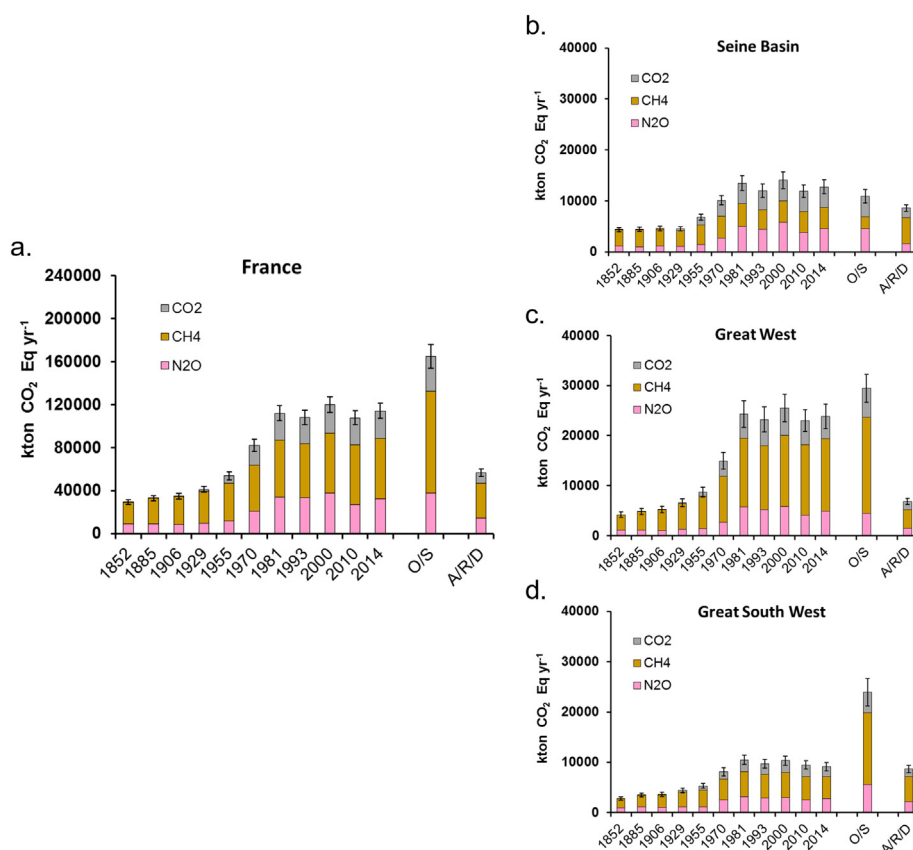 a.
France
kton CO₂ Eq yr⁻¹
240000
200000
160000
120000
80000
40000
0
CO2
CH4
N2O
1852
1885
1906
1929
1955
1970
1981
1993
2000
2010
2014
O/S
A/R/D
b.
Seine Basin
kton CO₂ Eq yr⁻¹
40000
30000
20000
10000
0
CO2
CH4
N2O
1852
1885
1906
1929
1955
1970
1981
1993
2000
2010
2014
O/S
A/R/D
c.
Great West
kton CO₂ Eq yr⁻¹
40000
30000
20000
10000
0
CO2
CH4
N2O
1852
1885
1906
1929
1955
1970
1981
1993
2000
2010
2014
O/S
A/R/D
d.
Great South West
kton CO₂ Eq yr⁻¹
40000
30000
20000
10000
0
CO2
CH4
N2O
1852
1885
1906
1929
1955
1970
1981
1993
2000
2010
2014
O/S
A/R/D